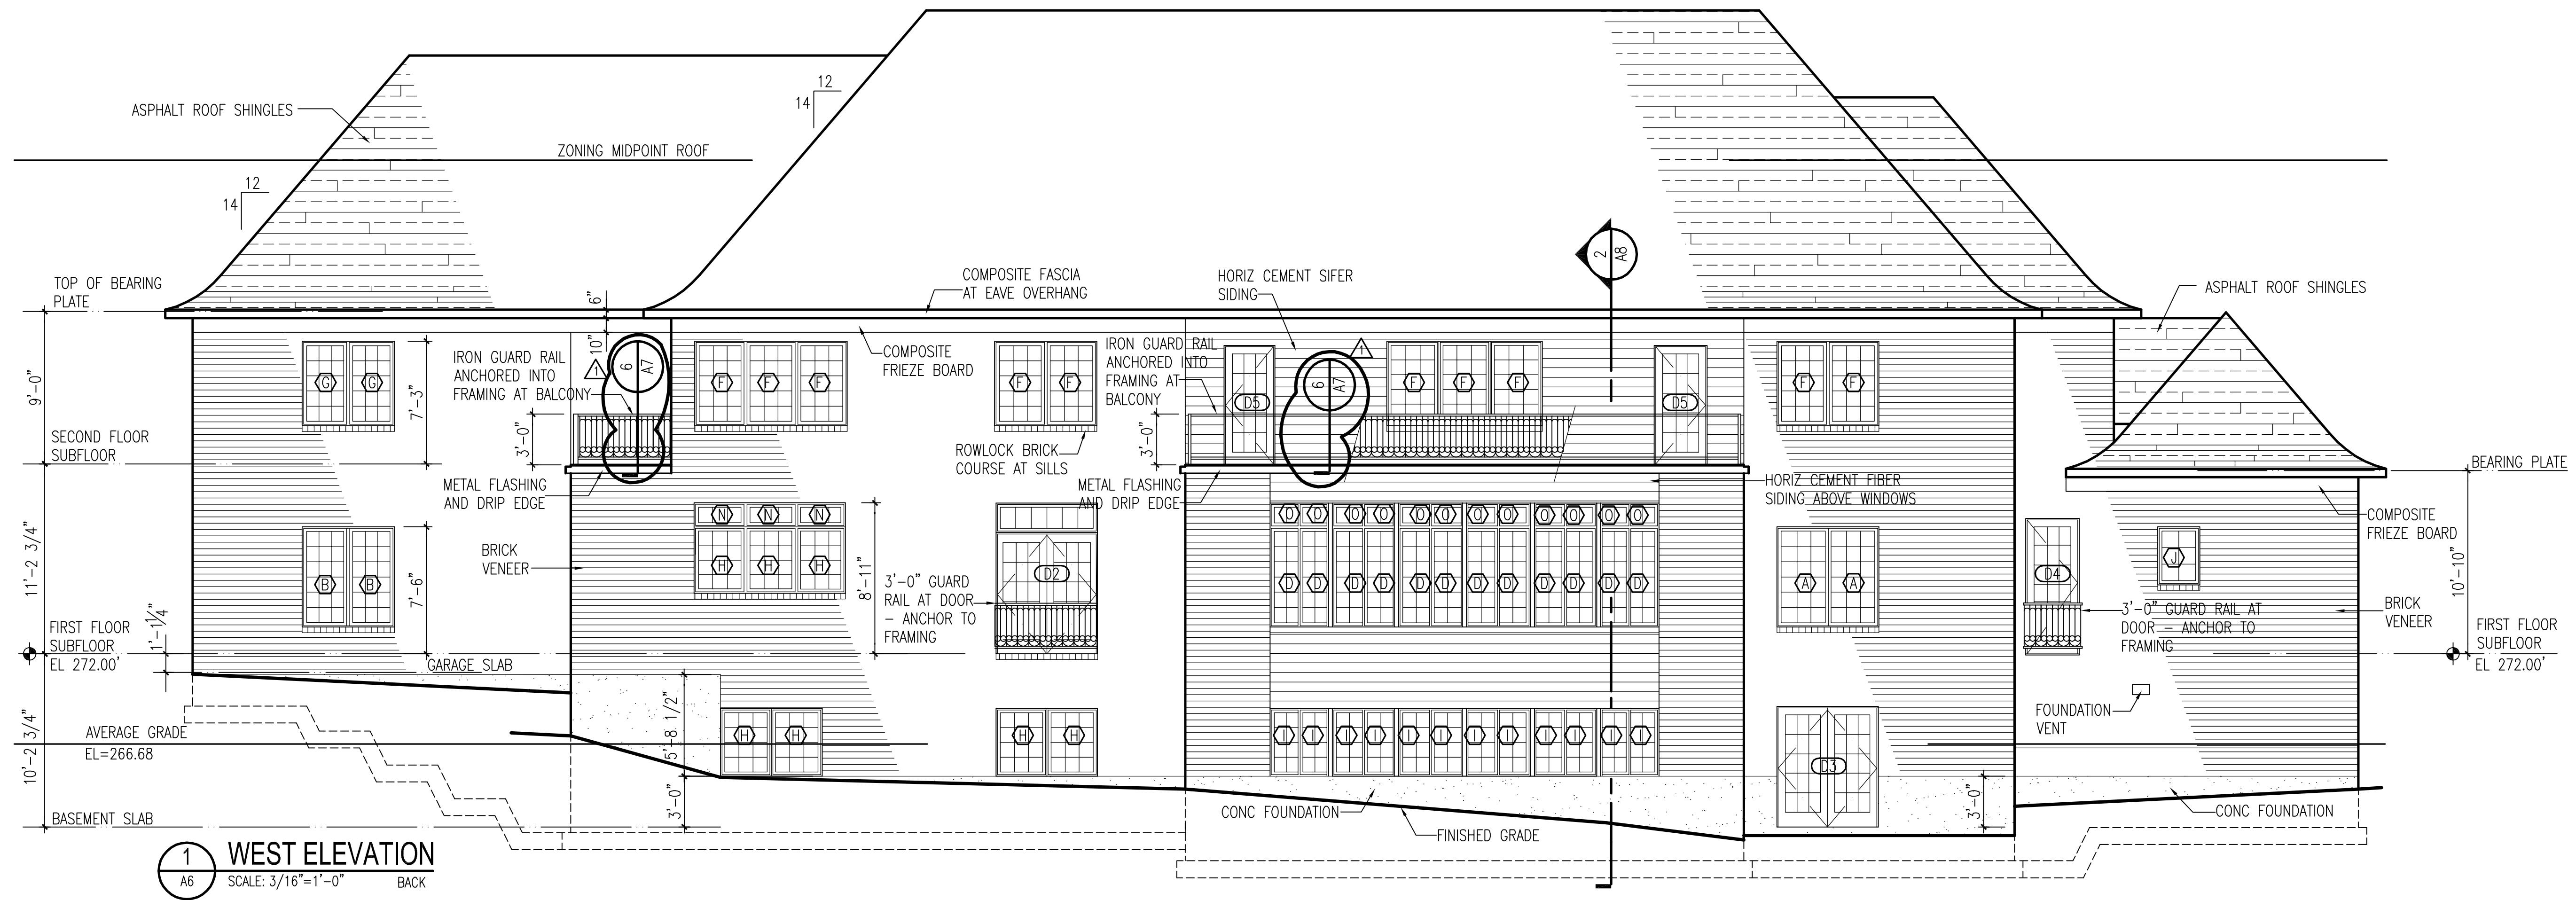 12
14
ASPHALT ROOF SHINGLES
ZONING MIDPOINT ROOF
12
14
2
A8
TOP OF BEARING
PLATE
6"
COMPOSITE FASCIA
AT EAVE OVERHANG
HORIZ CEMENT SIFER
SIDING
ASPHALT ROOF SHINGLES
9'-0"
G G
7'-3"
IRON GUARD RAIL
ANCHORED INTO
FRAMING AT BALCONY
10"
1
6
A7
F F F
COMPOSITE
FRIEZE BOARD
F F
IRON GUARD RAIL
ANCHORED INTO
FRAMING AT
BALCONY
D5
6
A7
1
F F F
D5
F F
SECOND FLOOR
SUBFLOOR
3'-0"
ROWLOCK BRICK
COURSE AT SILLS
3'-0"
BEARING PLATE
METAL FLASHING
AND DRIP EDGE
METAL FLASHING
AND DRIP EDGE
HORIZ CEMENT FIBER
SIDING ABOVE WINDOWS
COMPOSITE
FRIEZE BOARD
11'-2 3/4"
B B
7'-6"
BRICK
VENEER
N N N
H H H
8'-11"
3'-0" GUARD
RAIL AT DOOR
– ANCHOR TO
FRAMING
D2
O O O O O O O O O O O O
D D D D D D D D D D D D
A A
D4
J
3'-0" GUARD RAIL AT
DOOR – ANCHOR TO
FRAMING
BRICK
VENEER
10'-10"
FIRST FLOOR
SUBFLOOR
EL 272.00'
1'-1 1/4"
GARAGE SLAB
FIRST FLOOR
SUBFLOOR
EL 272.00'
AVERAGE GRADE
EL=266.68
10'-2 3/4"
5'-8 1/2"
H H
H H
I I I I I I I I I I I I
D3
FOUNDATION
VENT
BASEMENT SLAB
3'-0"
CONC FOUNDATION
FINISHED GRADE
3'-0"
CONC FOUNDATION
1
A6
WEST ELEVATION
SCALE: 3/16"=1'-0" BACK